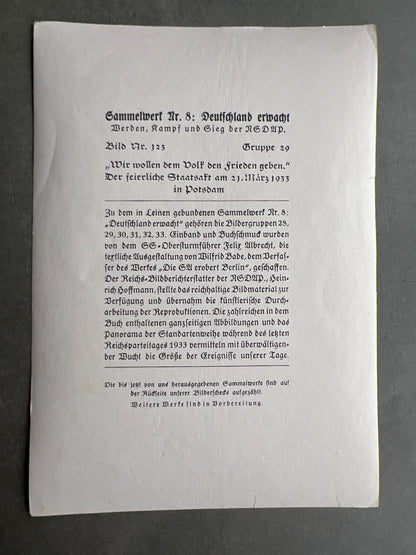 Sammelwerk Nr. 8: Deutschland erwacht
Werden, Kampf und Sieg der NSDAP.
Bild Nr. 123 Gruppe 29
„Wir wollen dem Volk den Frieden geben.“
Der feierliche Staatsakt am 21. März 1933
in Potsdam
Zu dem in Leinen gebundenen Sammelwerk Nr. 8:
„Deutschland erwacht“ gehören die Bildergruppen 28,
29, 30, 31, 32, 33. Einband und Buchschmuck wurden
von dem SS-Obersturmführer Felix Albrecht, die
textliche Ausgestaltung von Wilfrid Bade, dem Verfas-
ser des Werkes „Die SA erobert Berlin“, geschaffen.
Der Reichs-Bildberichterstatter der NSDAP., Hein-
rich Hoffmann, stellte das reichhaltige Bildmaterial zur
Verfügung und übernahm die künstlerische Durch-
arbeitung der Reproduktionen. Die zahlreichen in dem
Buch enthaltenen ganzseitigen Abbildungen und das
Panorama der Standartenweihe während des letzten
Reichsparteitages 1933 vermitteln mit überwältigen-
der Wucht die Größe der Ereignisse unserer Tage.
Die bis jetzt von uns herausgegebenen Sammelwerke sind auf
der Rückseite unserer Bilderschecks aufgezählt.
Weitere Werke sind in Vorbereitung.